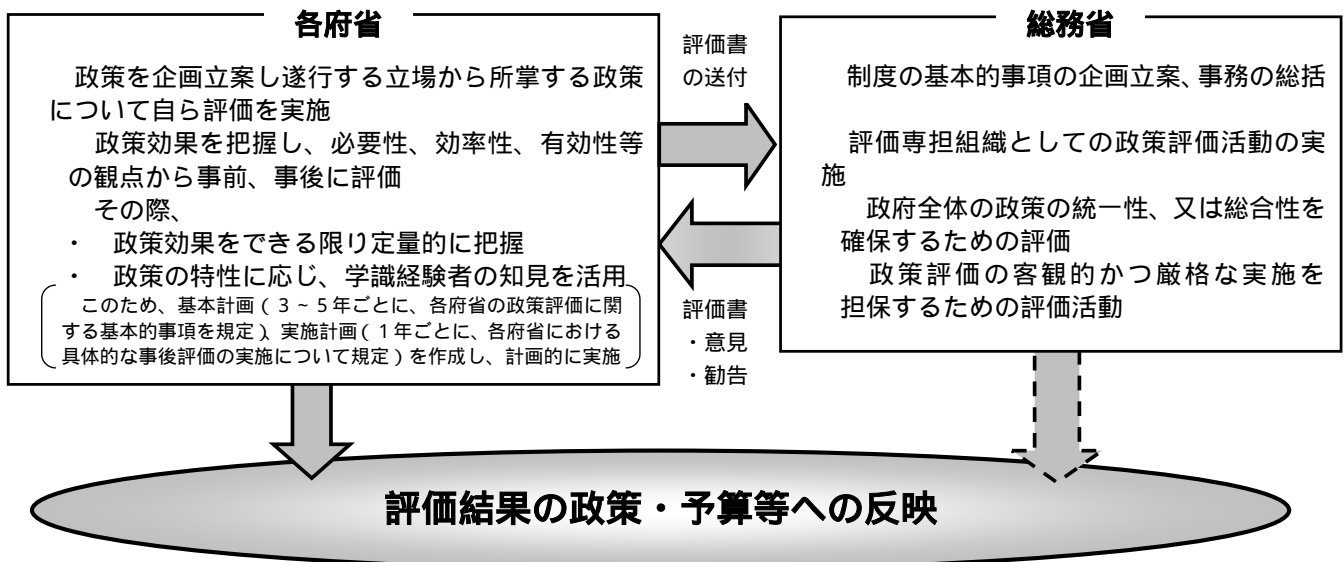 各府省
政策を企画立案し遂行する立場から所掌する政策
について自ら評価を実施
政策効果を把握し、必要性、効率性、有効性等
の観点から事前、事後に評価
その際、
・ 政策効果をできる限り定量的に把握
・ 政策の特性に応じ、学識経験者の知見を活用
このため、基本計画（３～５年ごとに、各府省の政策評価に関
する基本的事項を規定）、実施計画（１年ごとに、各府省における
具体的な事後評価の実施について規定）を作成し、計画的に実施
評価書
の送付
評価書
・意見
・勧告
総務省
制度の基本的事項の企画立案、事務の総括
評価専担組織としての政策評価活動の実
施
政府全体の政策の統一性、又は総合性を
確保するための評価
政策評価の客観的かつ厳格な実施を
担保するための評価活動
評価結果の政策・予算等への反映